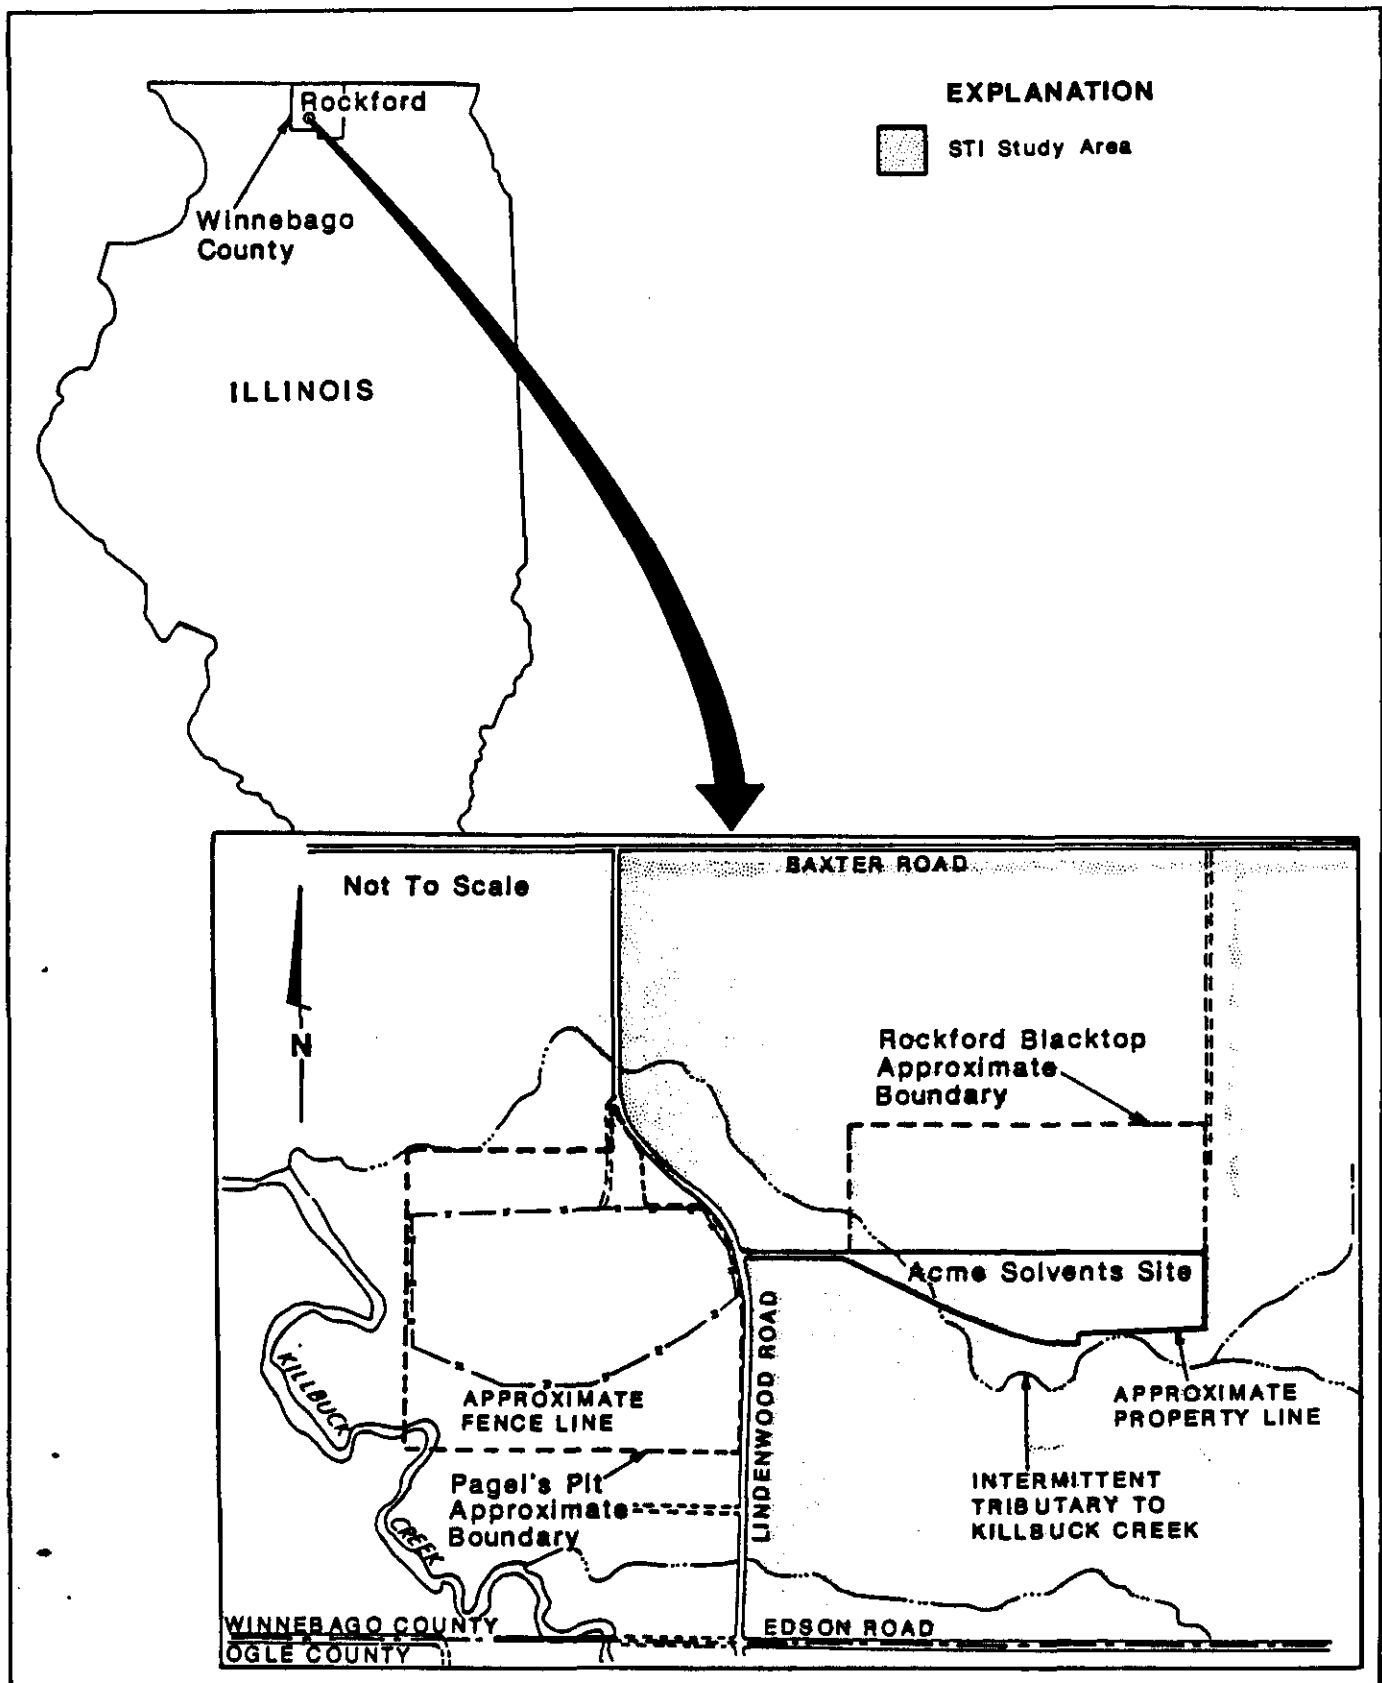 EXPLANATION
STI Study Area
Rockford
Winnebago
County
ILLINOIS
BAXTER ROAD
Not To Scale
N
Rockford Blacktop
Approximate
Boundary
Acme Solvents Site
LINDENWOOD ROAD
KILLBUCK
CREEK
APPROXIMATE
FENCE LINE
APPROXIMATE
PROPERTY LINE
Pagel's Pit
Approximate
Boundary
INTERMITTENT
TRIBUTARY TO
KILLBUCK CREEK
WINNEBAGO COUNTY
OGLE COUNTY
EDSON ROAD